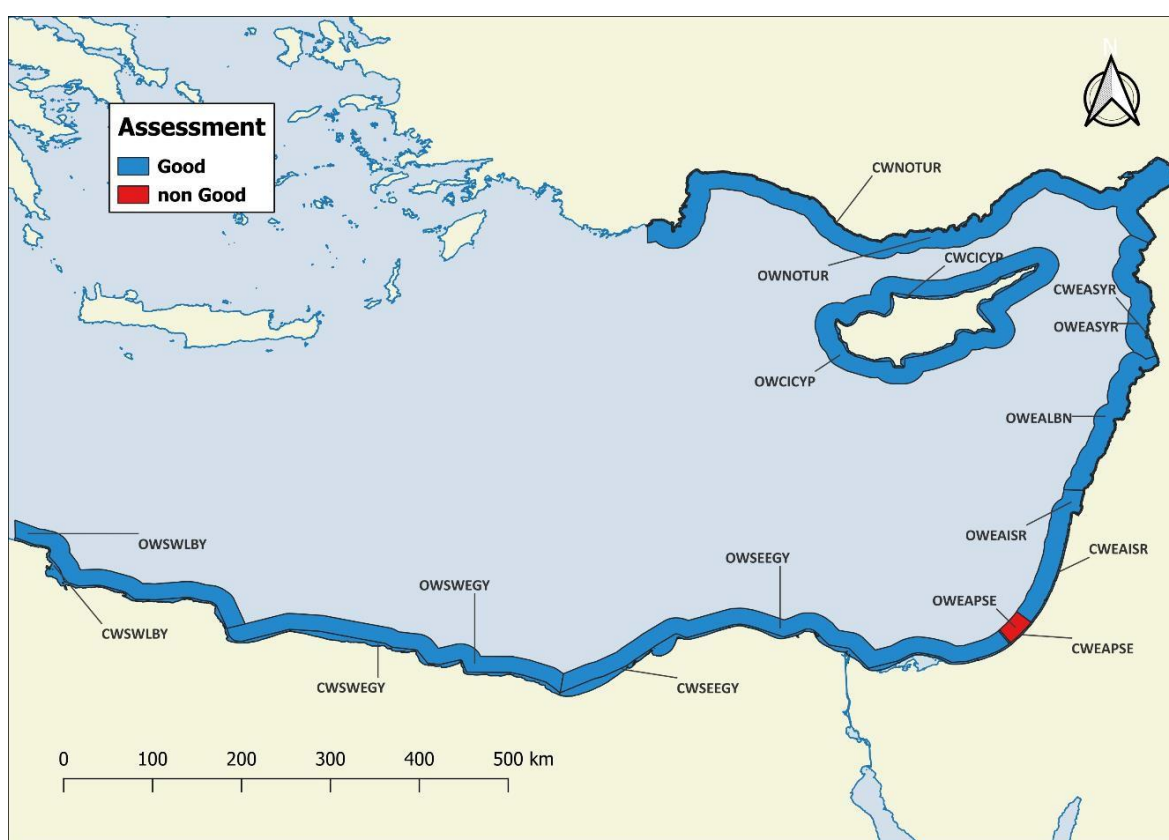 N
Assessment
Good
non Good
CWNOTUR
OWNOTUR
CWCICYP
CWEASYR
OWEASYR
OWCICYP
OWEALBN
OWEAISR
CWEAISR
OWSWLBY
OWSWEGY
OWSEEGY
OWEAPSE
CWSWLBY
CWEAPSE
CWSWEGY
CWSEEGY
0 100 200 300 400 500 km